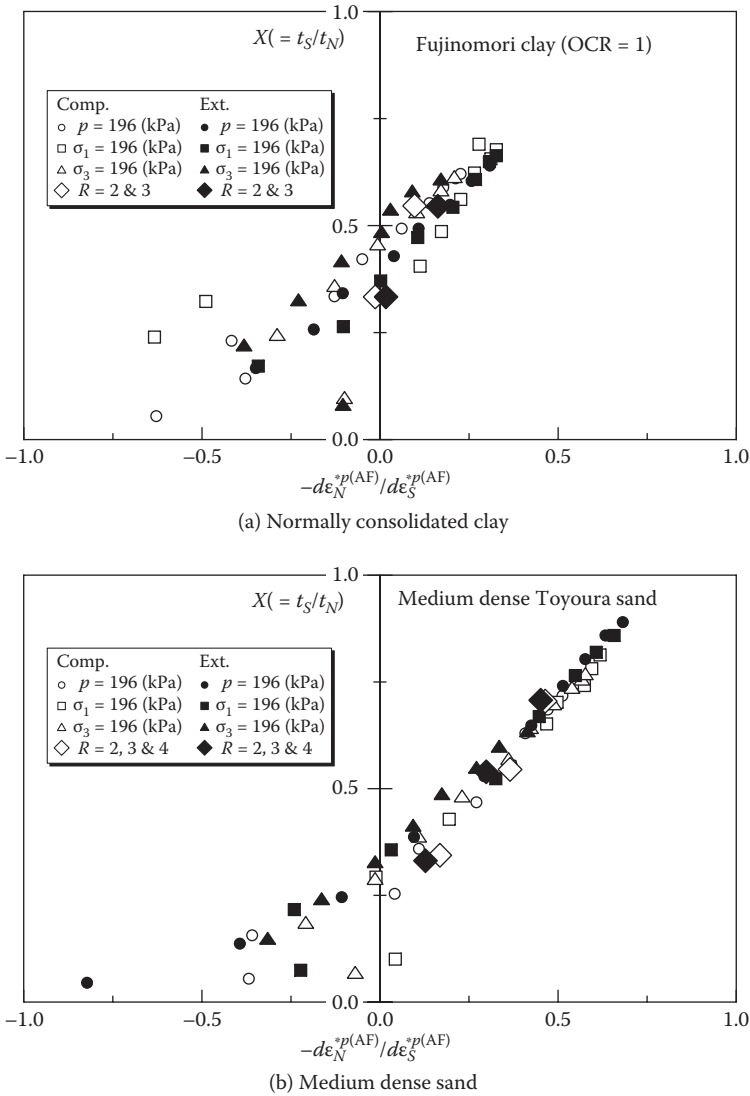 1.0
X( = t_S/t_N)
Fujinomori clay (OCR = 1)
Comp. Ext.
○ p = 196 (kPa) ● p = 196 (kPa)
□ σ₁ = 196 (kPa) ■ σ₁ = 196 (kPa)
△ σ₃ = 196 (kPa) ▲ σ₃ = 196 (kPa)
◇ R = 2 & 3 ◆ R = 2 & 3
0.5
0.0
−1.0 −0.5 0.0 0.5 1.0
−dε_N^{*p(AF)}/dε_S^{*p(AF)}
(a) Normally consolidated clay
1.0
X( = t_S/t_N)
Medium dense Toyoura sand
Comp. Ext.
○ p = 196 (kPa) ● p = 196 (kPa)
□ σ₁ = 196 (kPa) ■ σ₁ = 196 (kPa)
△ σ₃ = 196 (kPa) ▲ σ₃ = 196 (kPa)
◇ R = 2, 3 & 4 ◆ R = 2, 3 & 4
0.5
0.0
−1.0 −0.5 0.0 0.5 1.0
−dε_N^{*p(AF)}/dε_S^{*p(AF)}
(b) Medium dense sand